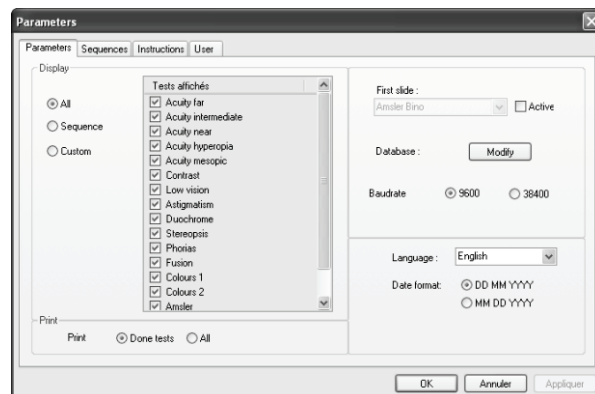 Parameters
Parameters Sequences Instructions User
Display
All
Sequence
Custom
Tests affichés
Acuity far
Acuity intermediate
Acuity near
Acuity hyperopia
Acuity mesopic
Contrast
Low vision
Astigmatism
Duochrome
Stereopsis
Phorias
Fusion
Colours 1
Colours 2
Amsler
Print
Print Done tests All
First slide :
Amsler Bino Active
Database : Modify
Baudrate 9600 38400
Language : English
Date format: DD MM YYYY
MM DD YYYY
OK Annuler Appliquer